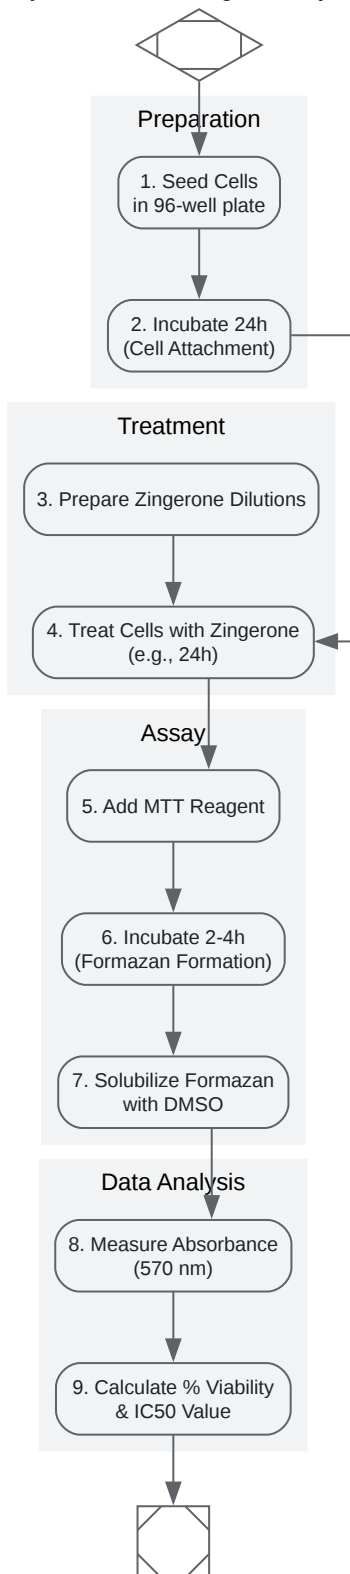 Preparation
1. Seed Cells
in 96-well plate
2. Incubate 24h
(Cell Attachment)
Treatment
3. Prepare Zingerone Dilutions
4. Treat Cells with Zingerone
(e.g., 24h)
Assay
5. Add MTT Reagent
6. Incubate 2-4h
(Formazan Formation)
7. Solubilize Formazan
with DMSO
Data Analysis
8. Measure Absorbance
(570 nm)
9. Calculate % Viability
& IC50 Value